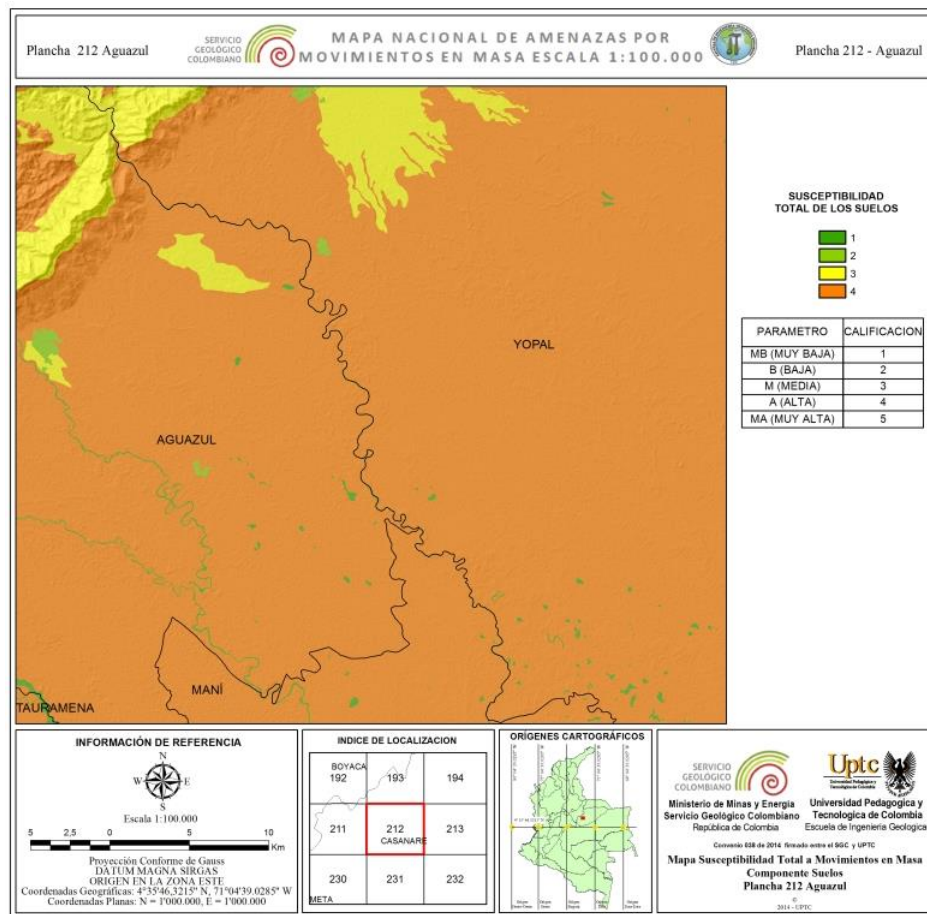 Plancha 212 Aguazul
SERVICIO
GEOLÓGICO
COLOMBIANO
MAPA NACIONAL DE AMENAZAS POR
MOVIMIENTOS EN MASA ESCALA 1:100.000
Plancha 212 - Aguazul
YOPAL
AGUAZUL
MANÍ
TAURAMENA
SUSCEPTIBILIDAD
TOTAL DE LOS SUELOS
1
2
3
4
PARAMETRO CALIFICACION
MB (MUY BAJA) 1
B (BAJA) 2
M (MEDIA) 3
A (ALTA) 4
MA (MUY ALTA) 5
INFORMACIÓN DE REFERENCIA
N
W E
S
Escala 1:100.000
5 2,5 0 5 10
Km
Proyección Conforme de Gauss
DATUM MAGNA SIRGAS
ORIGEN EN LA ZONA ESTE
Coordenadas Geográficas: 4°35'46,3215" N, 71°04'39.0285" W
Coordenadas Planas: N = 1'000.000, E = 1'000.000
INDICE DE LOCALIZACION
BOYACA
192 193 194
211 212 213
CASANARE
230 231 232
META
ORÍGENES CARTOGRÁFICOS
SERVICIO
GEOLÓGICO
COLOMBIANO
Ministerio de Minas y Energía
Servicio Geológico Colombiano
República de Colombia
Uptc
Universidad Pedagógica y
Tecnológica de Colombia
Universidad Pedagogica y
Tecnologica de Colombia
Escuela de Ingenieria Geologica
Convenio 038 de 2014 firmado entre el SGC y UPTC
Mapa Susceptibilidad Total a Movimientos en Masa
Componente Suelos
Plancha 212 Aguazul
©
2014 - UPTC